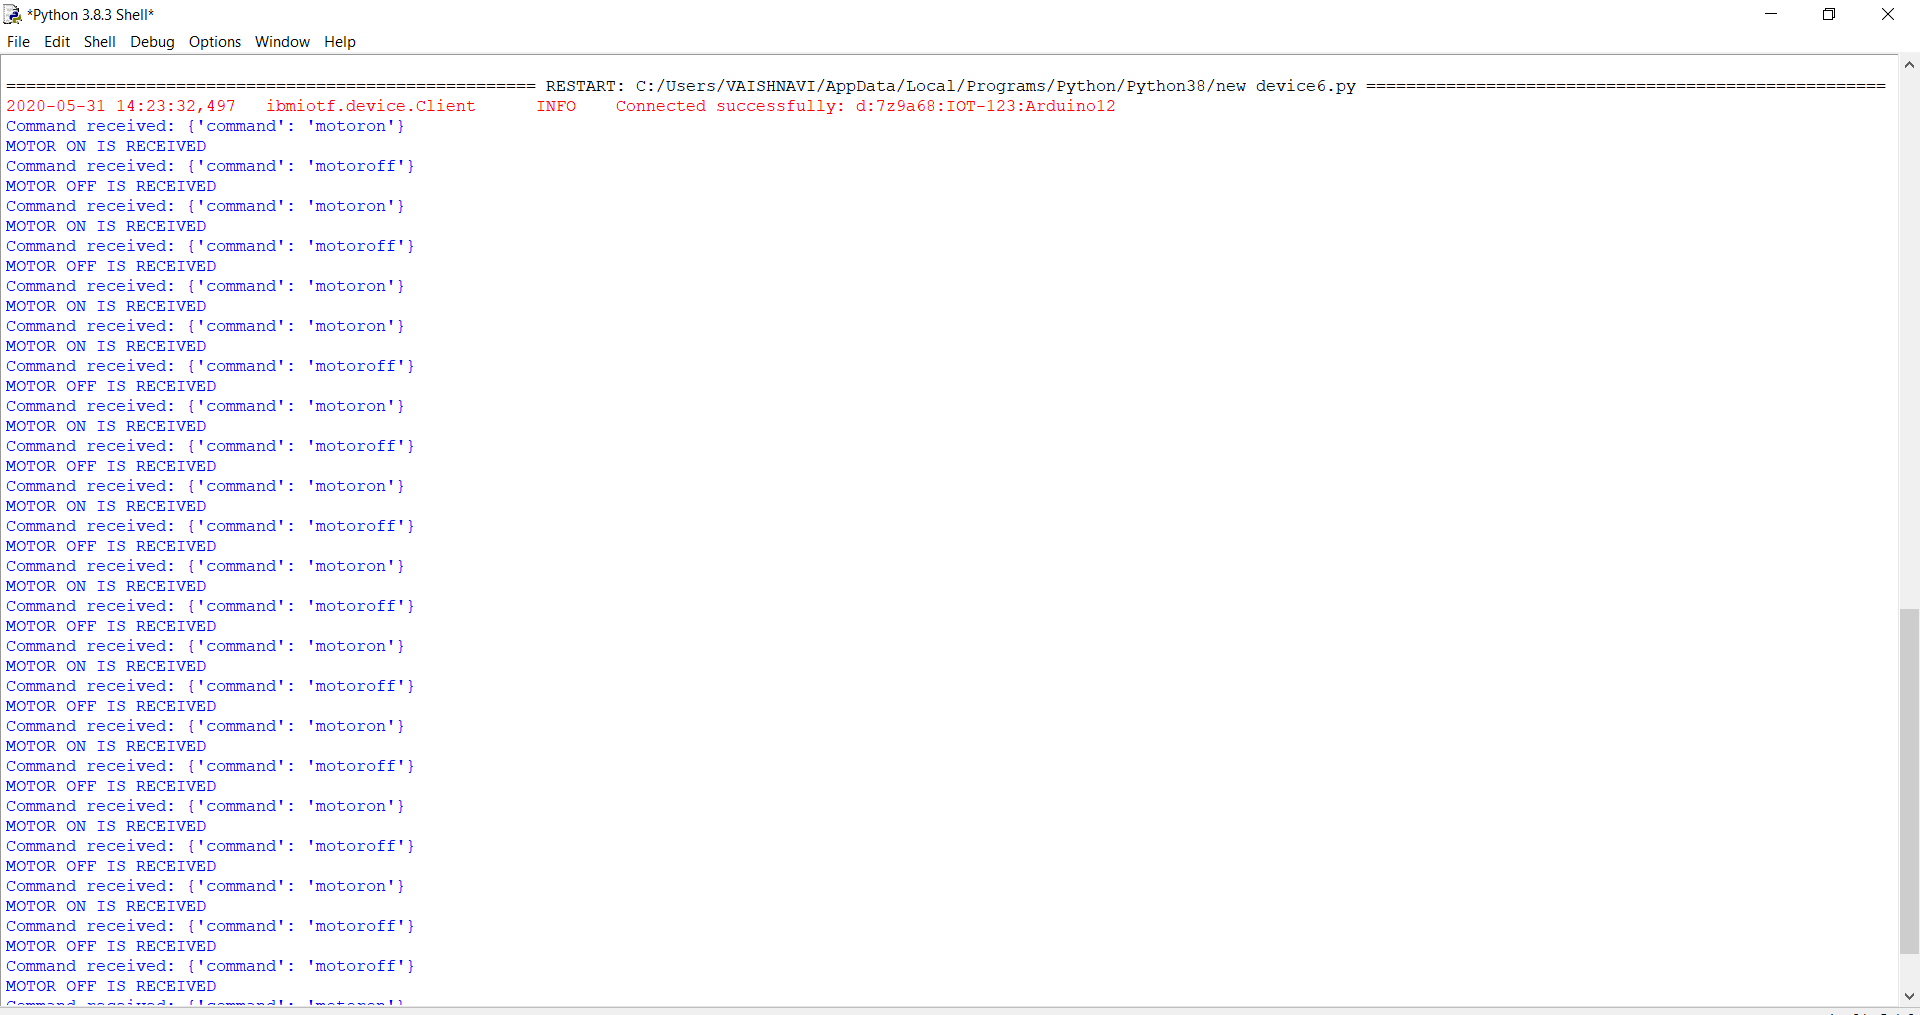 *Python 3.8.3 Shell*
File Edit Shell Debug Options Window Help
===================================================== RESTART: C:/Users/VAISHNAVI/AppData/Local/Programs/Python/Python38/new device6.py ====================================================
2020-05-31 14:23:32,497   ibmiotf.device.Client      INFO    Connected successfully: d:7z9a68:IOT-123:Arduino12
Command received: {'command': 'motoron'}
MOTOR ON IS RECEIVED
Command received: {'command': 'motoroff'}
MOTOR OFF IS RECEIVED
Command received: {'command': 'motoron'}
MOTOR ON IS RECEIVED
Command received: {'command': 'motoroff'}
MOTOR OFF IS RECEIVED
Command received: {'command': 'motoron'}
MOTOR ON IS RECEIVED
Command received: {'command': 'motoron'}
MOTOR ON IS RECEIVED
Command received: {'command': 'motoroff'}
MOTOR OFF IS RECEIVED
Command received: {'command': 'motoron'}
MOTOR ON IS RECEIVED
Command received: {'command': 'motoroff'}
MOTOR OFF IS RECEIVED
Command received: {'command': 'motoron'}
MOTOR ON IS RECEIVED
Command received: {'command': 'motoroff'}
MOTOR OFF IS RECEIVED
Command received: {'command': 'motoron'}
MOTOR ON IS RECEIVED
Command received: {'command': 'motoroff'}
MOTOR OFF IS RECEIVED
Command received: {'command': 'motoron'}
MOTOR ON IS RECEIVED
Command received: {'command': 'motoroff'}
MOTOR OFF IS RECEIVED
Command received: {'command': 'motoron'}
MOTOR ON IS RECEIVED
Command received: {'command': 'motoroff'}
MOTOR OFF IS RECEIVED
Command received: {'command': 'motoron'}
MOTOR ON IS RECEIVED
Command received: {'command': 'motoroff'}
MOTOR OFF IS RECEIVED
Command received: {'command': 'motoron'}
MOTOR ON IS RECEIVED
Command received: {'command': 'motoroff'}
MOTOR OFF IS RECEIVED
Command received: {'command': 'motoroff'}
MOTOR OFF IS RECEIVED
Command received: {'command': 'motoron'}